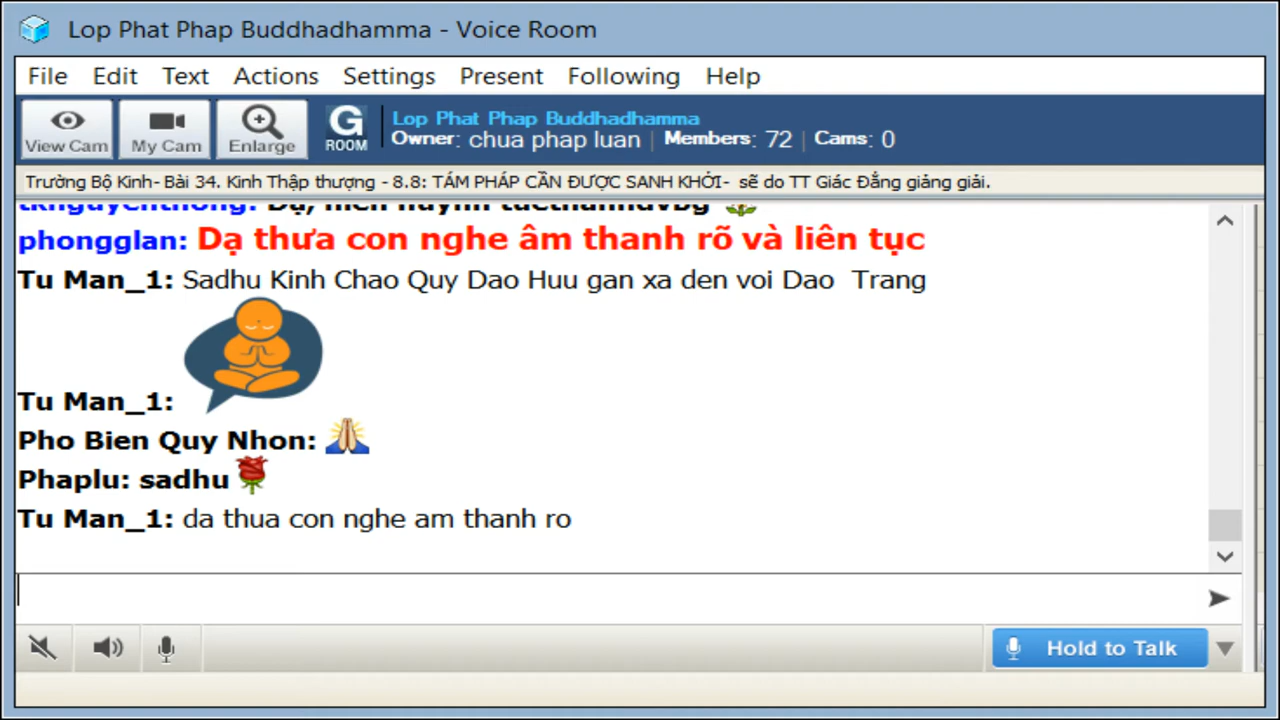 Lop Phat Phap Buddhadhamma - Voice Room
File Edit Text Actions Settings Present Following Help
View Cam My Cam Enlarge G ROOM
Lop Phat Phap Buddhadhamma
Owner: chua phap luan | Members: 72 | Cams: 0
Trường Bộ Kinh- Bài 34. Kinh Thập thượng - 8.8: TÁM PHÁP CẦN ĐƯỢC SANH KHỞI- sẽ do TT Giác Đẳng giảng giải.
phongglan: Dạ thưa con nghe âm thanh rõ và liên tục
Tu Man_1: Sadhu Kinh Chao Quy Dao Huu gan xa den voi Dao Trang
Tu Man_1:
Pho Bien Quy Nhon:
Phaplu: sadhu
Tu Man_1: da thua con nghe am thanh ro
Hold to Talk